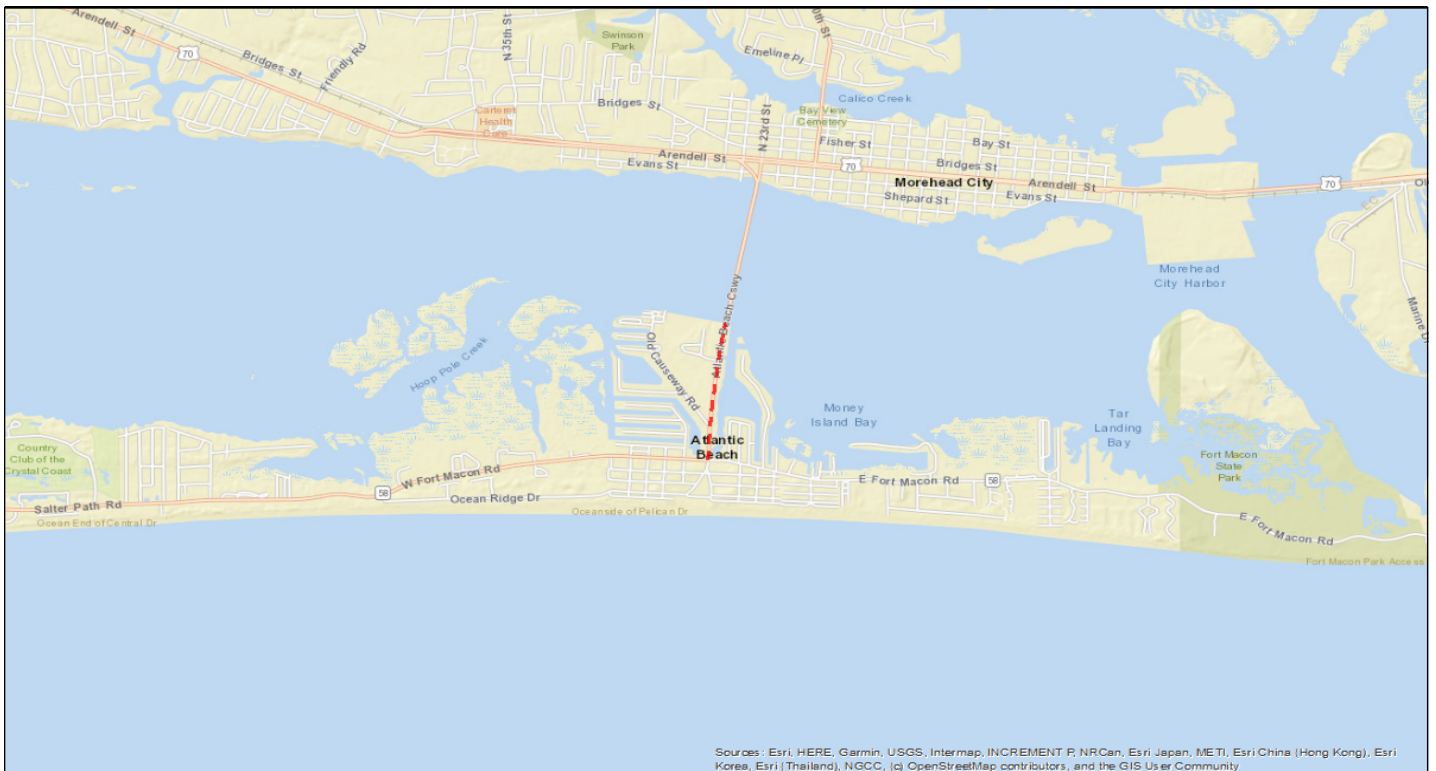 Arendell St
70
Bridges St
Friendly Rd
N 35th St
Swinson
Park
Emeline Pl
Calico Creek
Bridges St
Carteret
Health
Care
N 23rd St
Bay View
Cemetery
Fisher St
Bay St
Arendell St
Evans St
70
Bridges St
Morehead City
Arendell St
70
Shepard St
Evans St
Morehead
City Harbor
Marine Dr
Atlantic Beach Cswy
Hoop Pole Creek
Old Causeway Rd
Atlantic Beach Cswy
Money
Island Bay
Tar
Landing
Bay
Atlantic
Beach
Country
Club of the
Crystal Coast
Fort Macon
State
Park
W Fort Macon Rd
58
E Fort Macon Rd
58
Salter Path Rd
Ocean Ridge Dr
Ocean End of Central Dr
Oceanside of Pelican Dr
E Fort Macon Rd
Fort Macon Park Access
Sources: Esri, HERE, Garmin, USGS, Intermap, INCREMENT P, NRCan, Esri Japan, METI, Esri China (Hong Kong), Esri
Korea, Esri (Thailand), NGCC, (c) OpenStreetMap contributors, and the GIS User Community